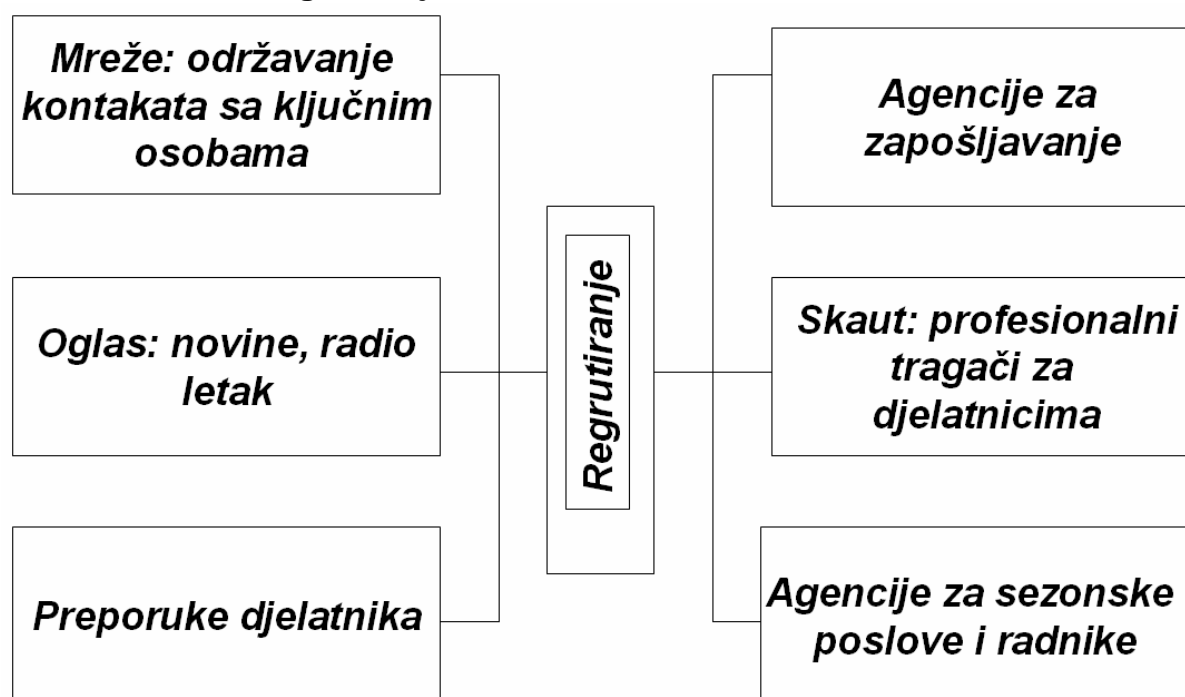 Mreže: održavanje
kontakata sa ključnim
osobama
Oglas: novine, radio
letak
Preporuke djelatnika
Regrutiranje
Agencije za
zapošljavanje
Skaut: profesionalni
tragači za
djelatnicima
Agencije za sezonske
poslove i radnike